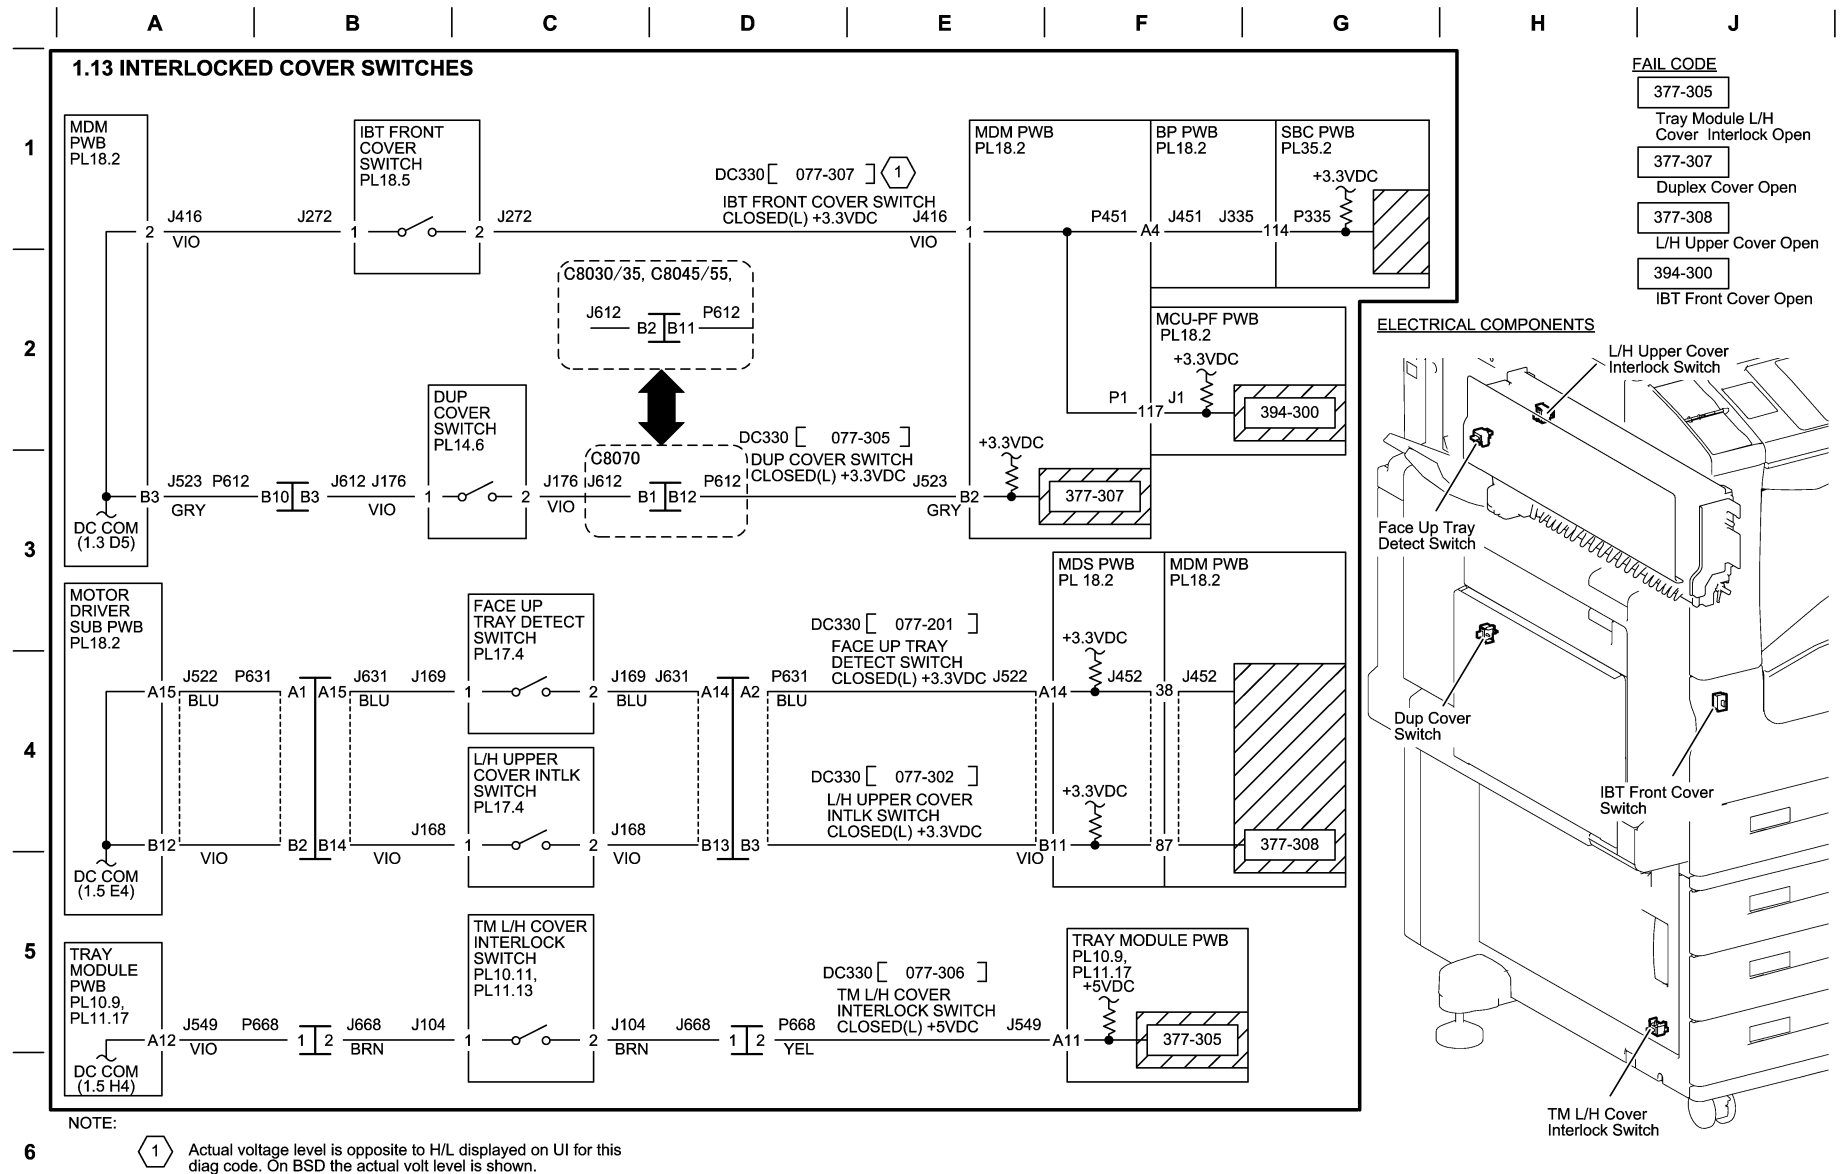 A B C D E F G H J
1.13 INTERLOCKED COVER SWITCHES
1
MDM
PWB
PL18.2
2
J416
VIO
J272
IBT FRONT
COVER
SWITCH
PL18.5
1
2
J272
DC330 [ 077-307 ] 1
IBT FRONT COVER SWITCH
CLOSED(L) +3.3VDC
J416
VIO
MDM PWB
PL18.2
1
BP PWB
PL18.2
SBC PWB
PL35.2
+3.3VDC
P451
A4
J451
J335
114
P335
2
C8030/35, C8045/55,
J612
B2
B11
P612
MCU-PF PWB
PL18.2
+3.3VDC
P1
117
J1
394-300
DUP
COVER
SWITCH
PL14.6
C8070
DC330 [ 077-305 ]
DUP COVER SWITCH
CLOSED(L) +3.3VDC
+3.3VDC
B3
J523
GRY
P612
B10
B3
J612
J176
VIO
1
2
J176
VIO
J612
B1
B12
P612
J523
GRY
B2
377-307
DC COM
(1.3 D5)
3
MOTOR
DRIVER
SUB PWB
PL18.2
FACE UP
TRAY DETECT
SWITCH
PL17.4
DC330 [ 077-201 ]
FACE UP TRAY
DETECT SWITCH
CLOSED(L) +3.3VDC
MDS PWB
PL 18.2
MDM PWB
PL18.2
+3.3VDC
A15
J522
BLU
P631
A1
A15
J631
BLU
J169
1
2
J169
BLU
J631
A14
A2
P631
BLU
J522
A14
J452
38
J452
4
L/H UPPER
COVER INTLK
SWITCH
PL17.4
DC330 [ 077-302 ]
L/H UPPER COVER
INTLK SWITCH
CLOSED(L) +3.3VDC
+3.3VDC
B12
VIO
B2
B14
VIO
J168
1
2
J168
VIO
B13
B3
VIO
B11
87
377-308
DC COM
(1.5 E4)
5
TRAY
MODULE
PWB
PL10.9,
PL11.17
TM L/H COVER
INTERLOCK
SWITCH
PL10.11,
PL11.13
DC330 [ 077-306 ]
TM L/H COVER
INTERLOCK SWITCH
CLOSED(L) +5VDC
TRAY MODULE PWB
PL10.9,
PL11.17
+5VDC
A12
J549
VIO
P668
1
2
J668
BRN
J104
1
2
J104
BRN
J668
1
2
P668
YEL
J549
A11
377-305
DC COM
(1.5 H4)
FAIL CODE
377-305
Tray Module L/H
Cover Interlock Open
377-307
Duplex Cover Open
377-308
L/H Upper Cover Open
394-300
IBT Front Cover Open
ELECTRICAL COMPONENTS
L/H Upper Cover
Interlock Switch
Face Up Tray
Detect Switch
Dup Cover
Switch
IBT Front Cover
Switch
TM L/H Cover
Interlock Switch
NOTE:
6
1 Actual voltage level is opposite to H/L displayed on UI for this
diag code. On BSD the actual volt level is shown.